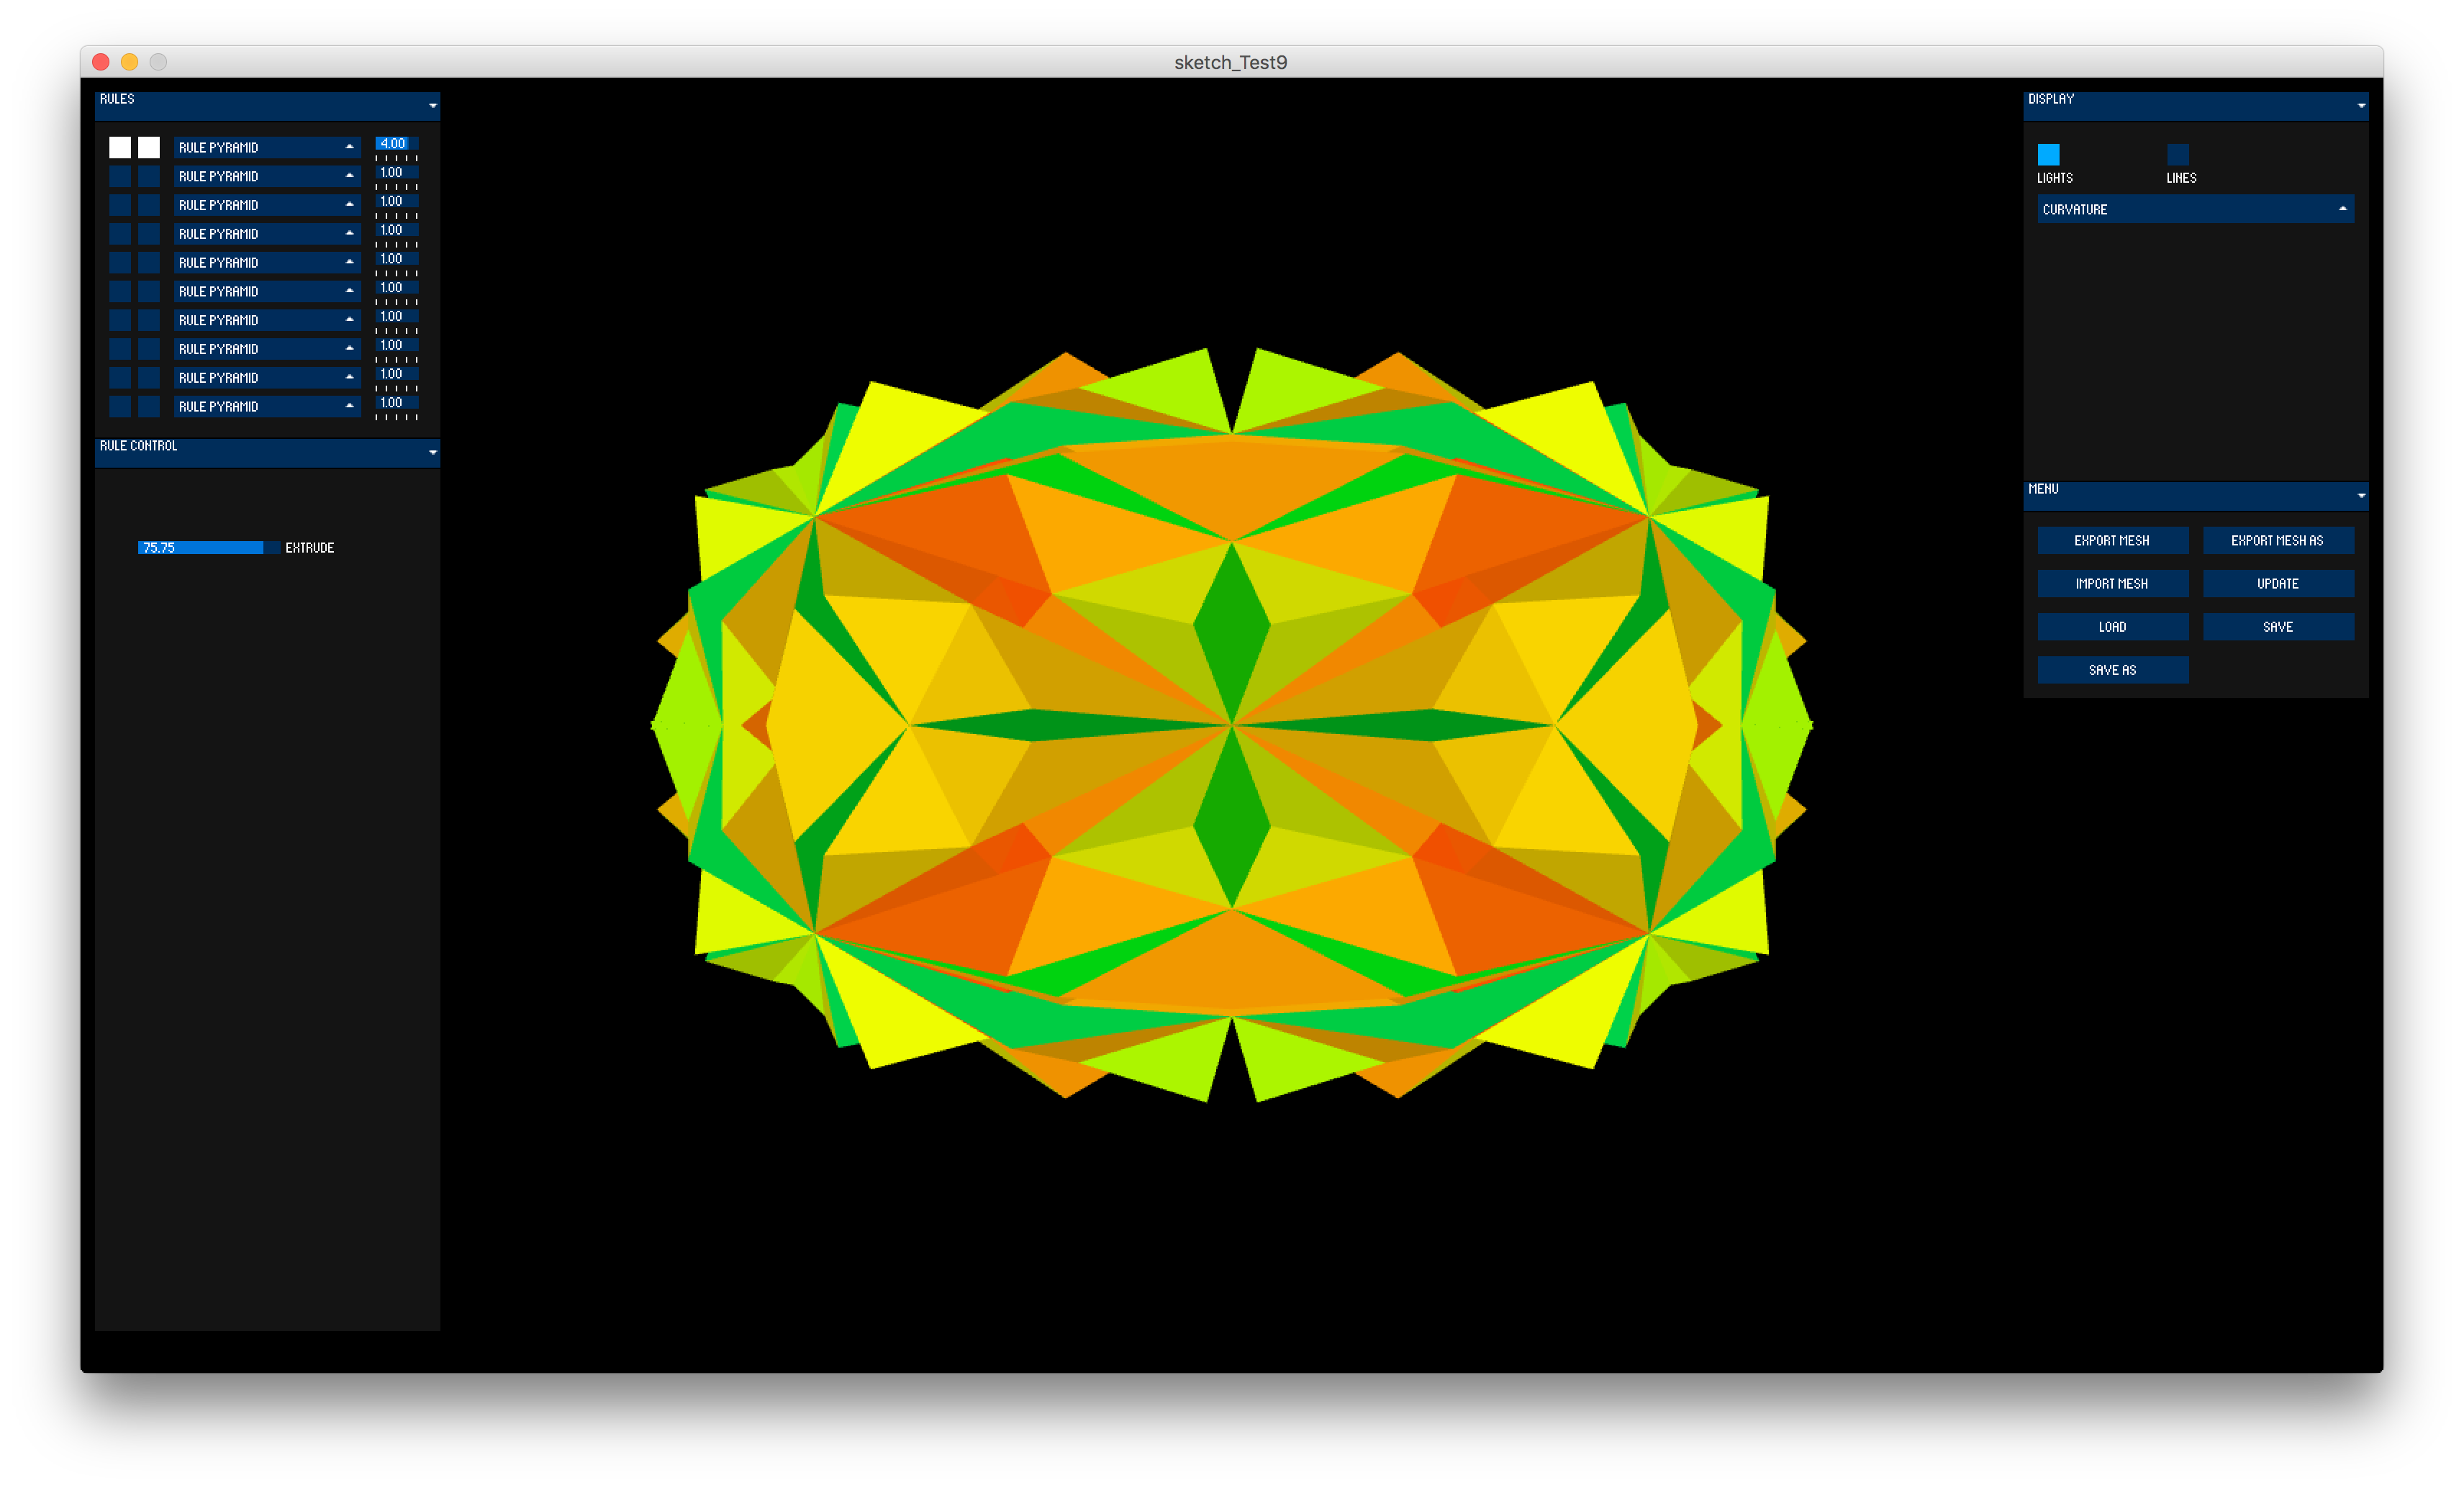 sketch_Test9
RULES
RULE PYRAMID 4.00
RULE PYRAMID 1.00
RULE PYRAMID 1.00
RULE PYRAMID 1.00
RULE PYRAMID 1.00
RULE PYRAMID 1.00
RULE PYRAMID 1.00
RULE PYRAMID 1.00
RULE PYRAMID 1.00
RULE PYRAMID 1.00
RULE CONTROL
75.75 EXTRUDE
DISPLAY
LIGHTS LINES
CURVATURE
MENU
EXPORT MESH EXPORT MESH AS
IMPORT MESH UPDATE
LOAD SAVE
SAVE AS